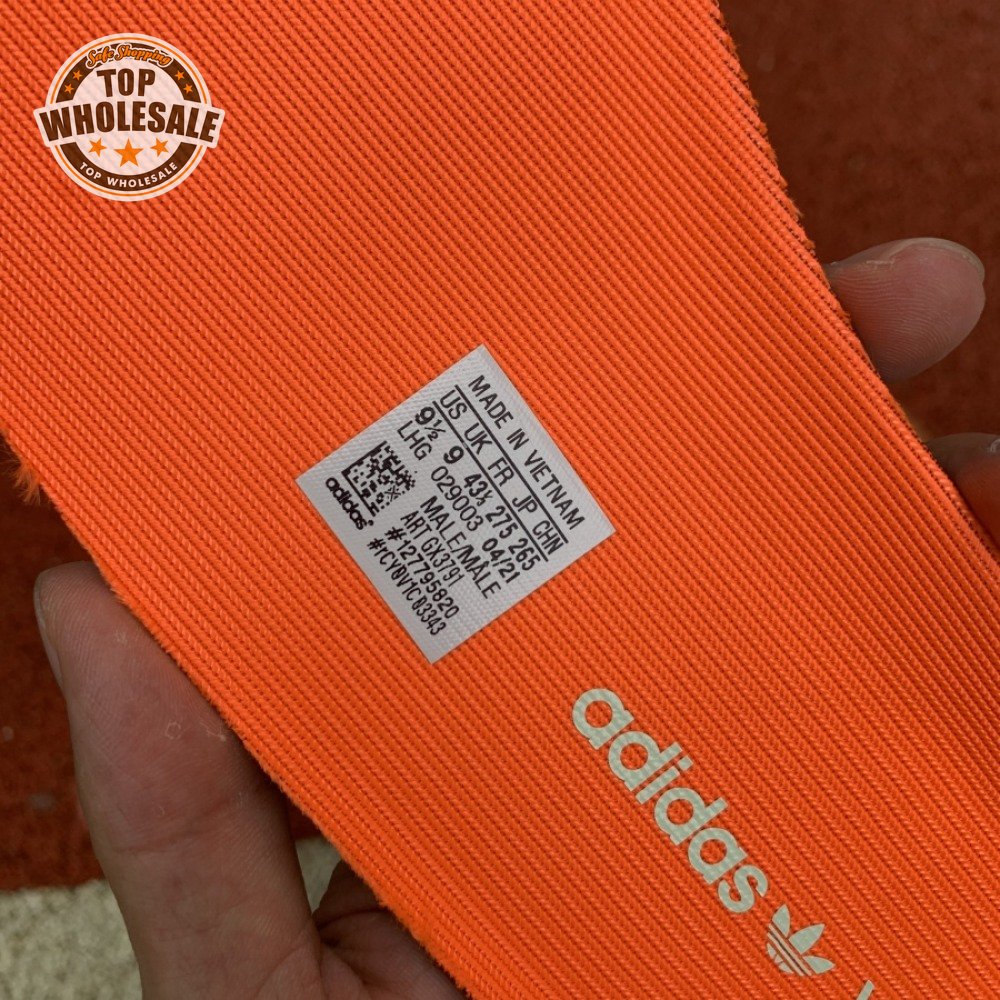 Safe Shopping
TOP
WHOLESALE
TOP WHOLESALE
MADE IN VIETNAM
US UK FR JP CHN
9½ 9 43⅓ 275 265
LHG 029003 04/21
MALE/MÂLE
ART GX3791
#127795820
#1CY0V1C03343
adidas
adidas